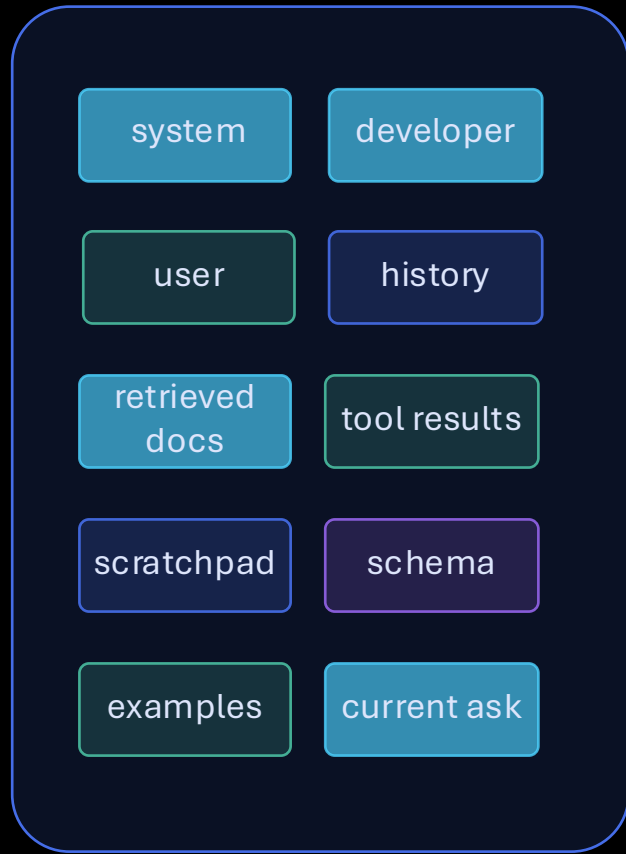 system
developer
user
history
retrieved
docs
tool results
scratchpad
schema
examples
current ask